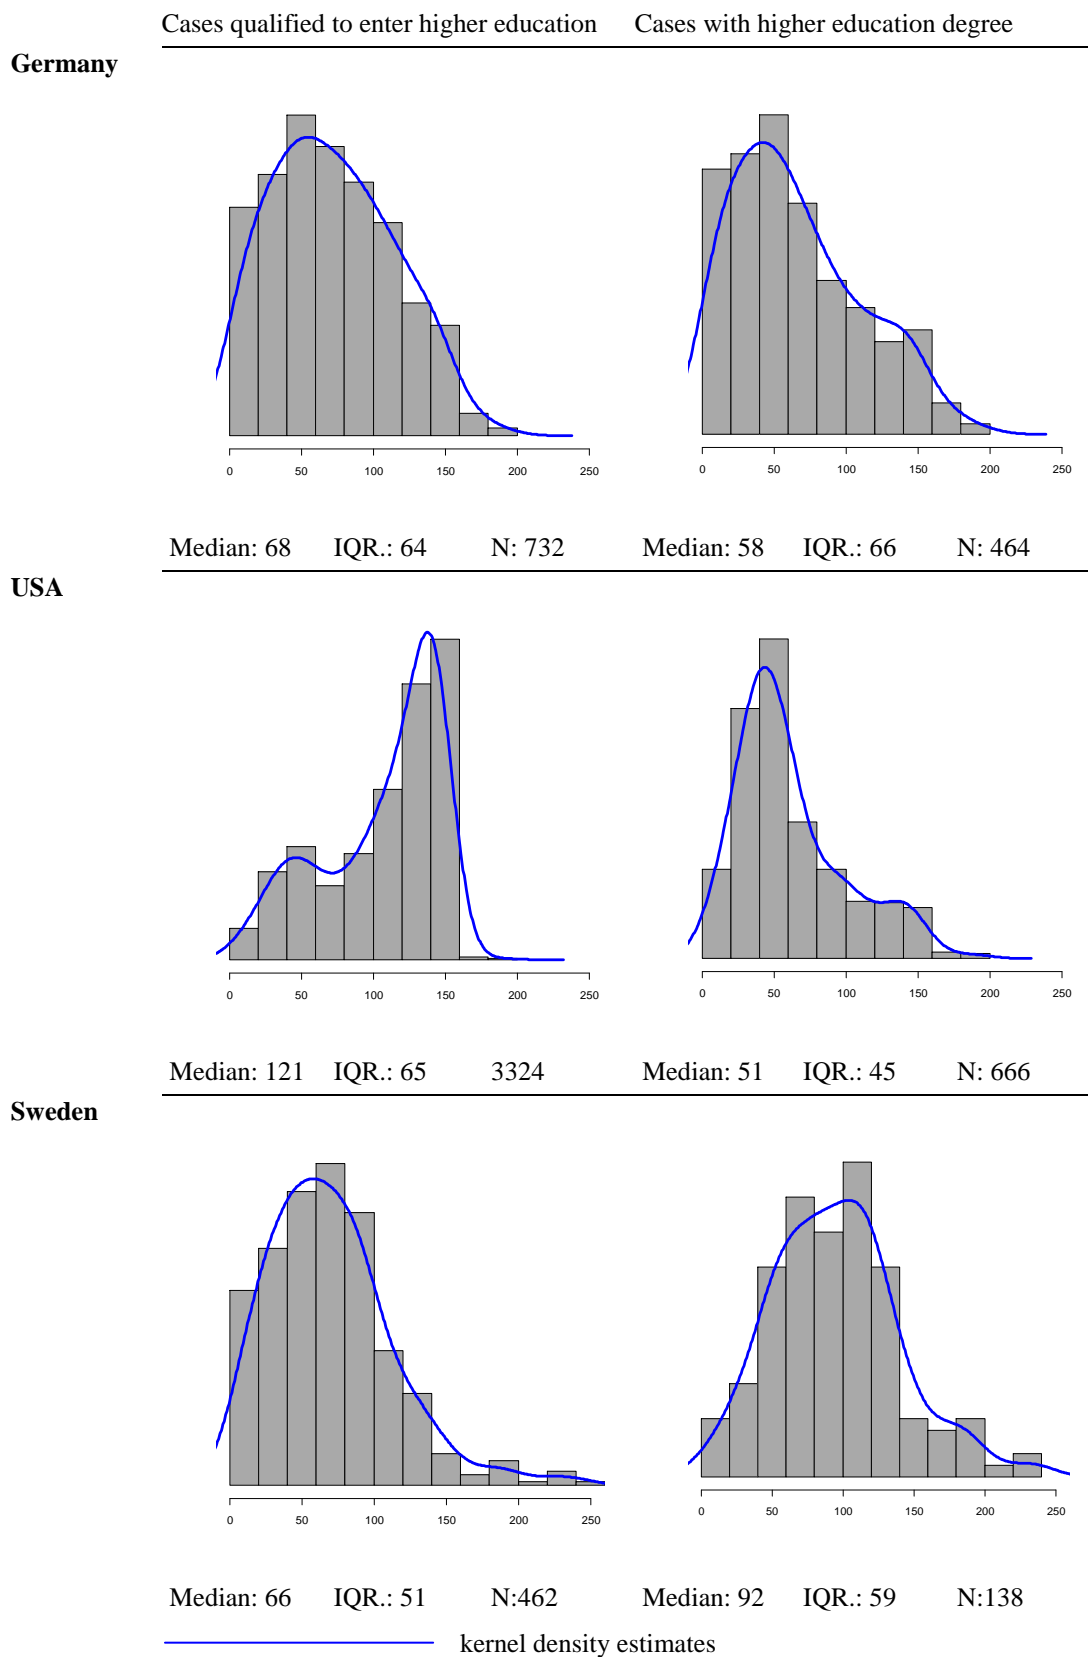 Cases qualified to enter higher education Cases with higher education degree
Germany
0 50 100 150 200 250 0 50 100 150 200 250
Median: 68 IQR.: 64 N: 732 Median: 58 IQR.: 66 N: 464
USA
0 50 100 150 200 250 0 50 100 150 200 250
Median: 121 IQR.: 65 3324 Median: 51 IQR.: 45 N: 666
Sweden
0 50 100 150 200 250 0 50 100 150 200 250
Median: 66 IQR.: 51 N:462 Median: 92 IQR.: 59 N:138
kernel density estimates